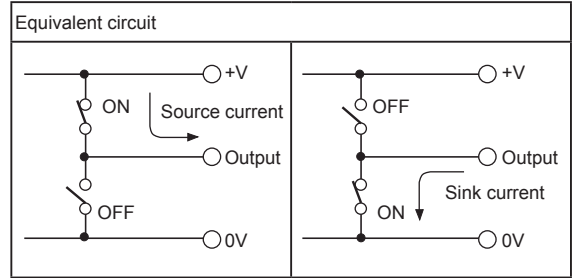 Equivalent circuit
+V
ON
Source current
Output
OFF
0V
+V
OFF
Output
Sink current
ON
0V